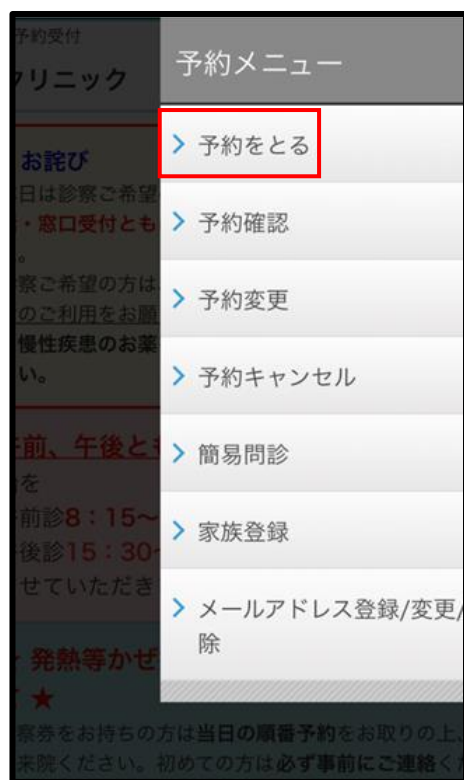 予約受付
クリニック
お詫び
日は診察ご希望
・窓口受付とも
。
察ご希望の方は
のご利用をお願
慢性疾患のお薬
い。
前、午後とも
を
前診8：15～
後診15：30
せていただき
発熱等かぜ
★
察券をお持ちの方は当日の順番予約をお取りの上、
来院ください。初めての方は必ず事前にご連絡くだ
予約メニュー
予約をとる
予約確認
予約変更
予約キャンセル
簡易問診
家族登録
メールアドレス登録/変更/
除